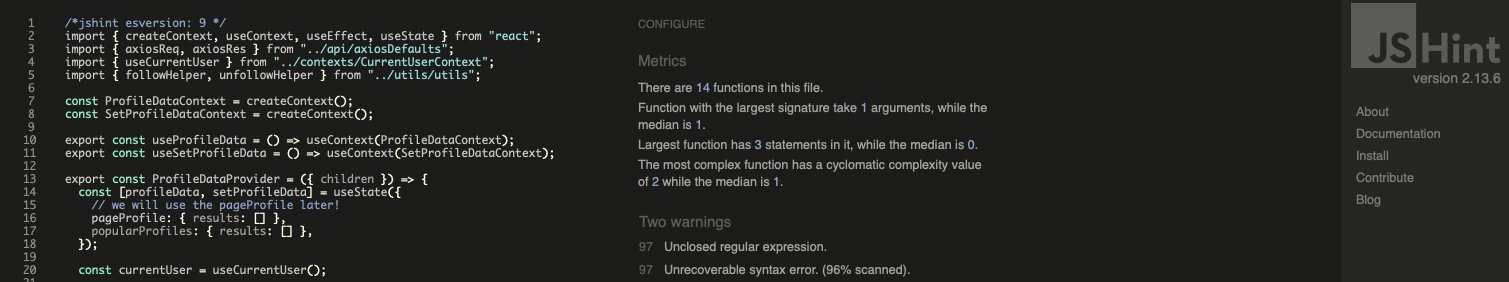 1 /*jshint esversion: 9 */
2 import { createContext, useContext, useEffect, useState } from "react";
3 import { axiosReq, axiosRes } from "../api/axiosDefaults";
4 import { useCurrentUser } from "../contexts/CurrentUserContext";
5 import { followHelper, unfollowHelper } from "../utils/utils";
6
7 const ProfileDataContext = createContext();
8 const SetProfileDataContext = createContext();
9
10 export const useProfileData = () => useContext(ProfileDataContext);
11 export const useSetProfileData = () => useContext(SetProfileDataContext);
12
13 export const ProfileDataProvider = ({ children }) => {
14 const [profileData, setProfileData] = useState({
15 // we will use the pageProfile later!
16 pageProfile: { results: [] },
17 popularProfiles: { results: [] },
18 });
19
20 const currentUser = useCurrentUser();
CONFIGURE
Metrics
There are 14 functions in this file.
Function with the largest signature take 1 arguments, while the
median is 1.
Largest function has 3 statements in it, while the median is 0.
The most complex function has a cyclomatic complexity value
of 2 while the median is 1.
Two warnings
97 Unclosed regular expression.
97 Unrecoverable syntax error. (96% scanned).
JSHint
version 2.13.6
About
Documentation
Install
Contribute
Blog